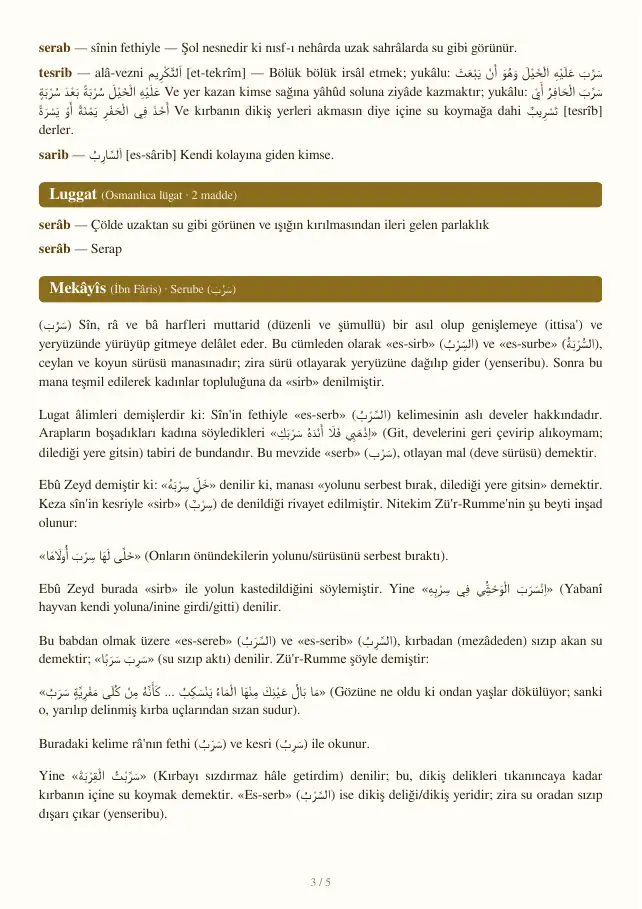 serab — sînin fethiyle — Şol nesnedir ki nısf-ı nehârda uzak sahrâlarda su gibi görünür.
tesrib — alâ-vezni اَلتَّكْرِيمِ [et-tekrîm] — Bölük bölük irsâl etmek; yukâlu: سَرَّبَ عَلَيْهِ الْخَيْلَ وَهُوَ أَنْ يَبْعَثَ
عَلَيْهِ الْخَيْلَ سُرْبَةً بَعْدَ سُرْبَةٍ Ve yer kazan kimse sağına yâhûd soluna ziyâde kazmaktır; yukâlu: سَرَّبَ الْحَافِرُ أَيْ
أَخَذَ فِي الْحَفْرِ يَمْنَةً أَوْ يَسْرَةً Ve kırbanın dikiş yerleri akmasın diye içine su koymağa dahi تَسْرِيبٌ [tesrîb]
derler.
sarib — اَلسَّارِبُ [es-sârib] Kendi kolayına giden kimse.
Luggat (Osmanlıca lügat · 2 madde)
serâb — Çölde uzaktan su gibi görünen ve ışığın kırılmasından ileri gelen parlaklık
serâb — Serap
Mekâyîs (İbn Fâris) · Serube (سَرُبَ)
(سَرُبَ) Sîn, râ ve bâ harfleri muttarid (düzenli ve şümullü) bir asıl olup genişlemeye (ittisa') ve
yeryüzünde yürüyüp gitmeye delâlet eder. Bu cümleden olarak «es-sirb» (السِّرْبُ) ve «es-surbe» (السُّرْبَةُ),
ceylan ve koyun sürüsü manasınadır; zira sürü otlayarak yeryüzüne dağılıp gider (yenseribu). Sonra bu
mana teşmil edilerek kadınlar topluluğuna da «sirb» denilmiştir.
Lugat âlimleri demişlerdir ki: Sîn'in fethiyle «es-serb» (السَّرْبُ) kelimesinin aslı develer hakkındadır.
Arapların boşadıkları kadına söyledikleri «اِذْهَبِي فَلَا أَنْدَهُ سَرْبَكِ» (Git, develerini geri çevirip alıkoymam;
dilediği yere gitsin) tabiri de bundandır. Bu mevzide «serb» (سَرْب), otlayan mal (deve sürüsü) demektir.
Ebû Zeyd demiştir ki: «خَلِّ سِرْبَهُ» denilir ki, manası «yolunu serbest bırak, dilediği yere gitsin» demektir.
Keza sîn'in kesriyle «sirb» (سِرْبٌ) de denildiği rivayet edilmiştir. Nitekim Zü'r-Rumme'nin şu beyti inşad
olunur:
«خَلَّى لَهَا سِرْبَ أُولَاهَا» (Onların önündekilerin yolunu/sürüsünü serbest bıraktı).
Ebû Zeyd burada «sirb» ile yolun kastedildiğini söylemiştir. Yine «اِنْسَرَبَ الْوَحْشِيُّ فِي سِرْبِهِ» (Yabanî
hayvan kendi yoluna/inine girdi/gitti) denilir.
Bu babdan olmak üzere «es-sereb» (السَّرَبُ) ve «es-serib» (السَّرِبُ), kırbadan (mezâdeden) sızıp akan su
demektir; «سَرِبَ سَرَبًا» (su sızıp aktı) denilir. Zü'r-Rumme şöyle demiştir:
«مَا بَالُ عَيْنِكَ مِنْهَا الْمَاءُ يَنْسَكِبُ ... كَأَنَّهُ مِنْ كُلَى مَفْرِيَّةٍ سَرَبُ» (Gözüne ne oldu ki ondan yaşlar dökülüyor; sanki
o, yarılıp delinmiş kırba uçlarından sızan sudur).
Buradaki kelime râ'nın fethi (سَرَبُ) ve kesri (سَرِبُ) ile okunur.
Yine «سَرَّبْتُ الْقِرْبَةَ» (Kırbayı sızdırmaz hâle getirdim) denilir; bu, dikiş delikleri tıkanıncaya kadar
kırbanın içine su koymak demektir. «Es-serb» (السَّرْبُ) ise dikiş deliği/dikiş yeridir; zira su oradan sızıp
dışarı çıkar (yenseribu).
3 / 5